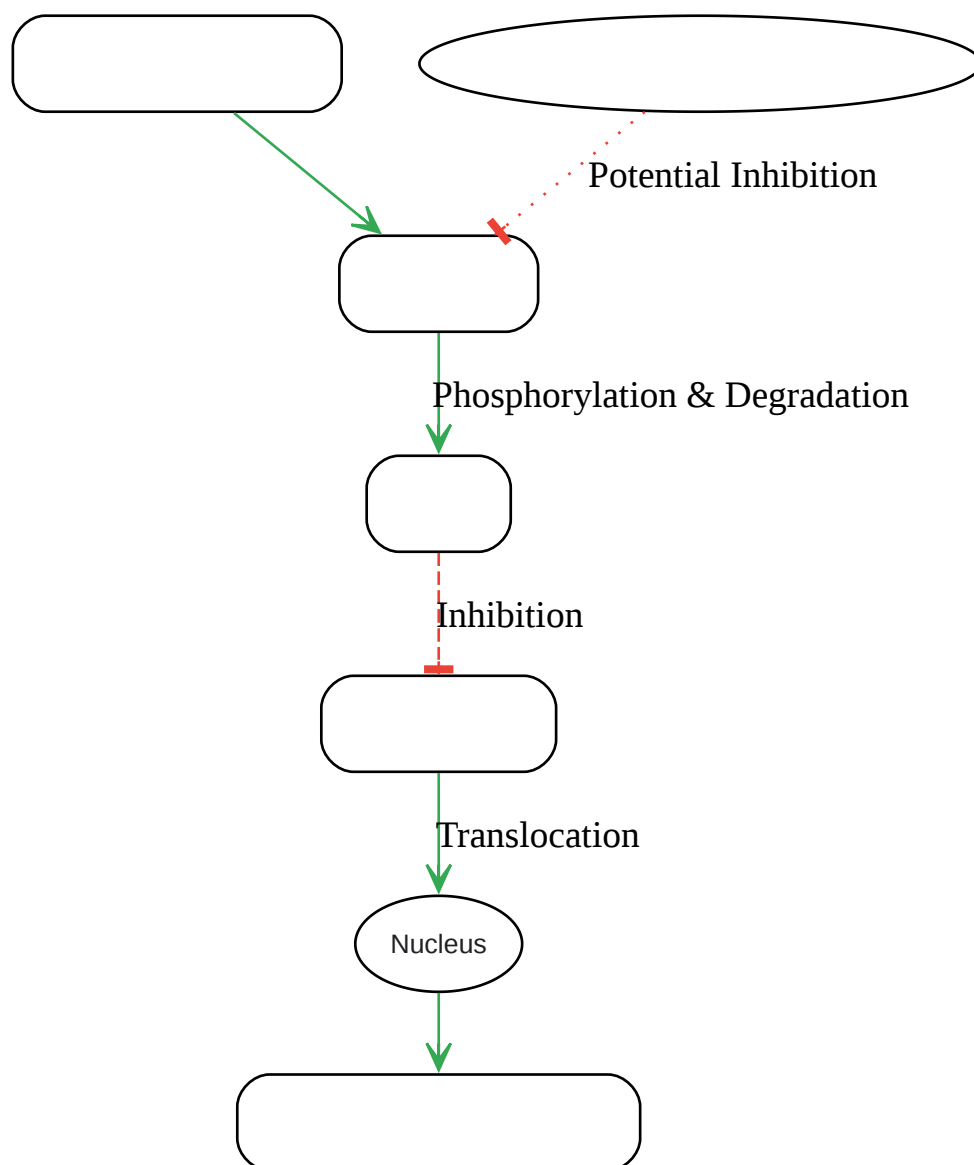 Potential Inhibition
Phosphorylation & Degradation
Inhibition
Translocation
Nucleus